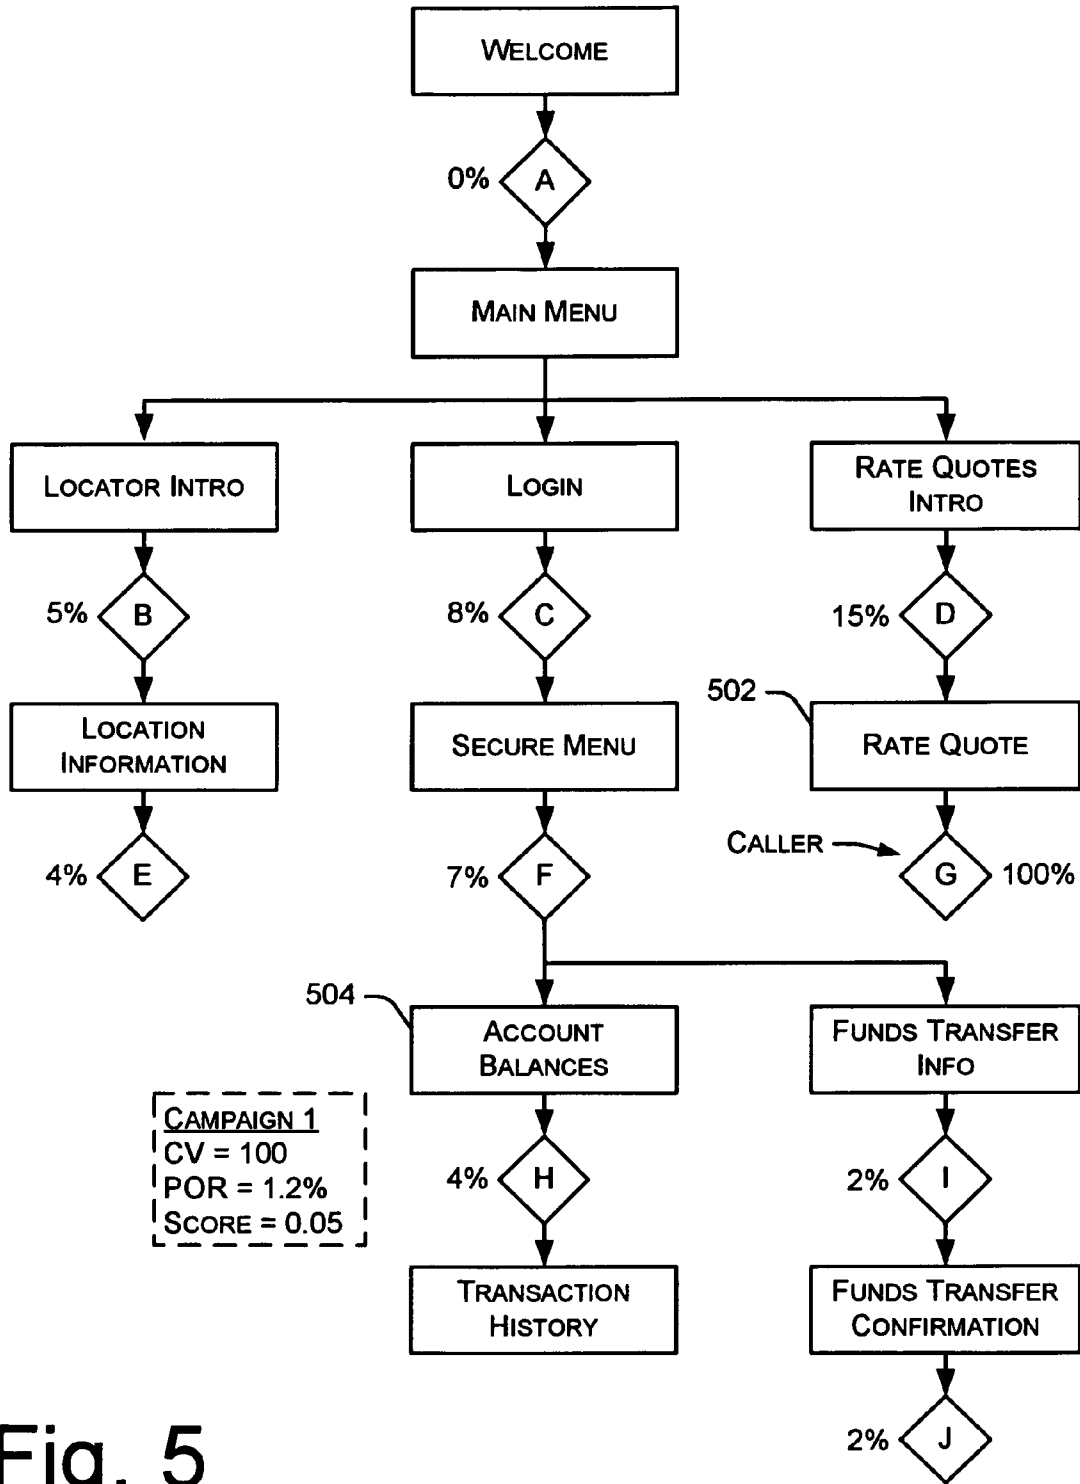 WELCOME
0% A
MAIN MENU
LOCATOR INTRO
LOGIN
RATE QUOTES
INTRO
5% B
8% C
15% D
502
LOCATION
INFORMATION
SECURE MENU
RATE QUOTE
CALLER
4% E
7% F
G 100%
504
ACCOUNT
BALANCES
FUNDS TRANSFER
INFO
CAMPAIGN 1
CV = 100
POR = 1.2%
SCORE = 0.05
4% H
2% I
TRANSACTION
HISTORY
FUNDS TRANSFER
CONFIRMATION
2% J
Fig. 5